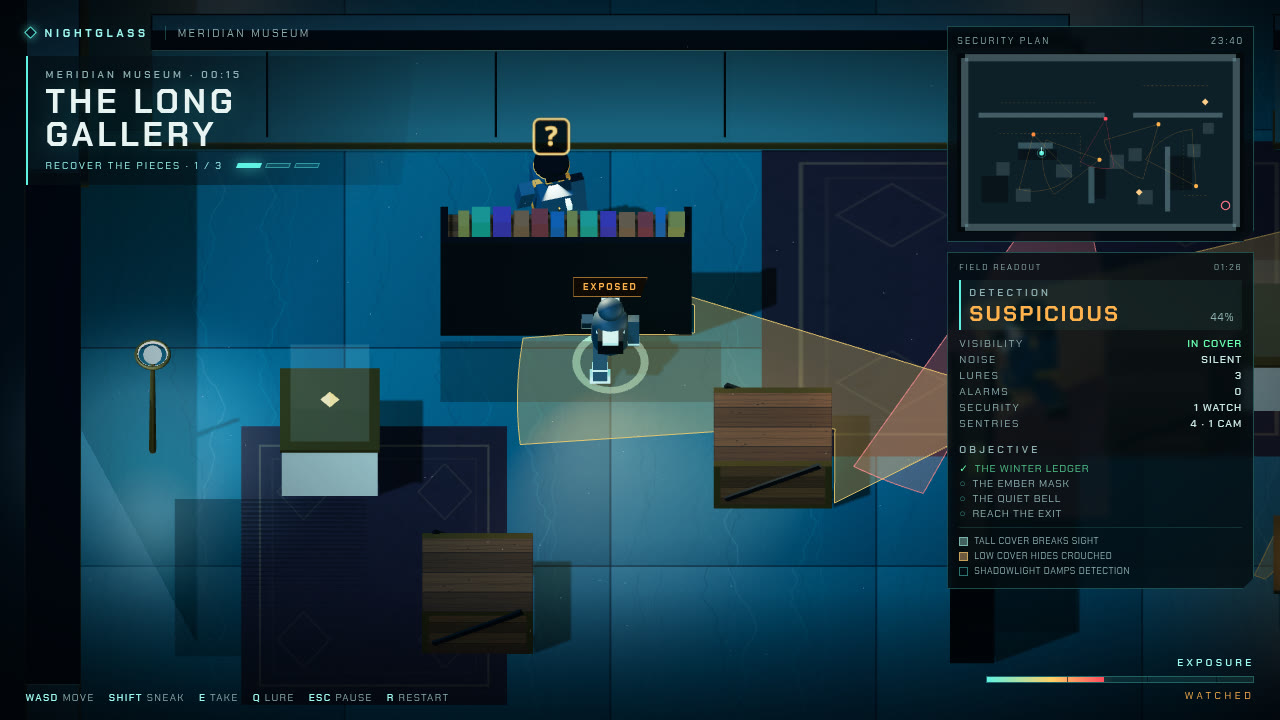 NIGHTGLASS
MERIDIAN MUSEUM
MERIDIAN MUSEUM · 00:15
THE LONG
GALLERY
RECOVER THE PIECES · 1 / 3
?
EXPOSED
SECURITY PLAN 23:40
FIELD READOUT 01:26
DETECTION
SUSPICIOUS 44%
VISIBILITY IN COVER
NOISE SILENT
LURES 3
ALARMS 0
SECURITY 1 WATCH
SENTRIES 4 · 1 CAM
OBJECTIVE
✓ THE WINTER LEDGER
○ THE EMBER MASK
○ THE QUIET BELL
○ REACH THE EXIT
TALL COVER BREAKS SIGHT
LOW COVER HIDES CROUCHED
SHADOWLIGHT DAMPS DETECTION
EXPOSURE
WATCHED
WASD MOVE SHIFT SNEAK E TAKE Q LURE ESC PAUSE R RESTART